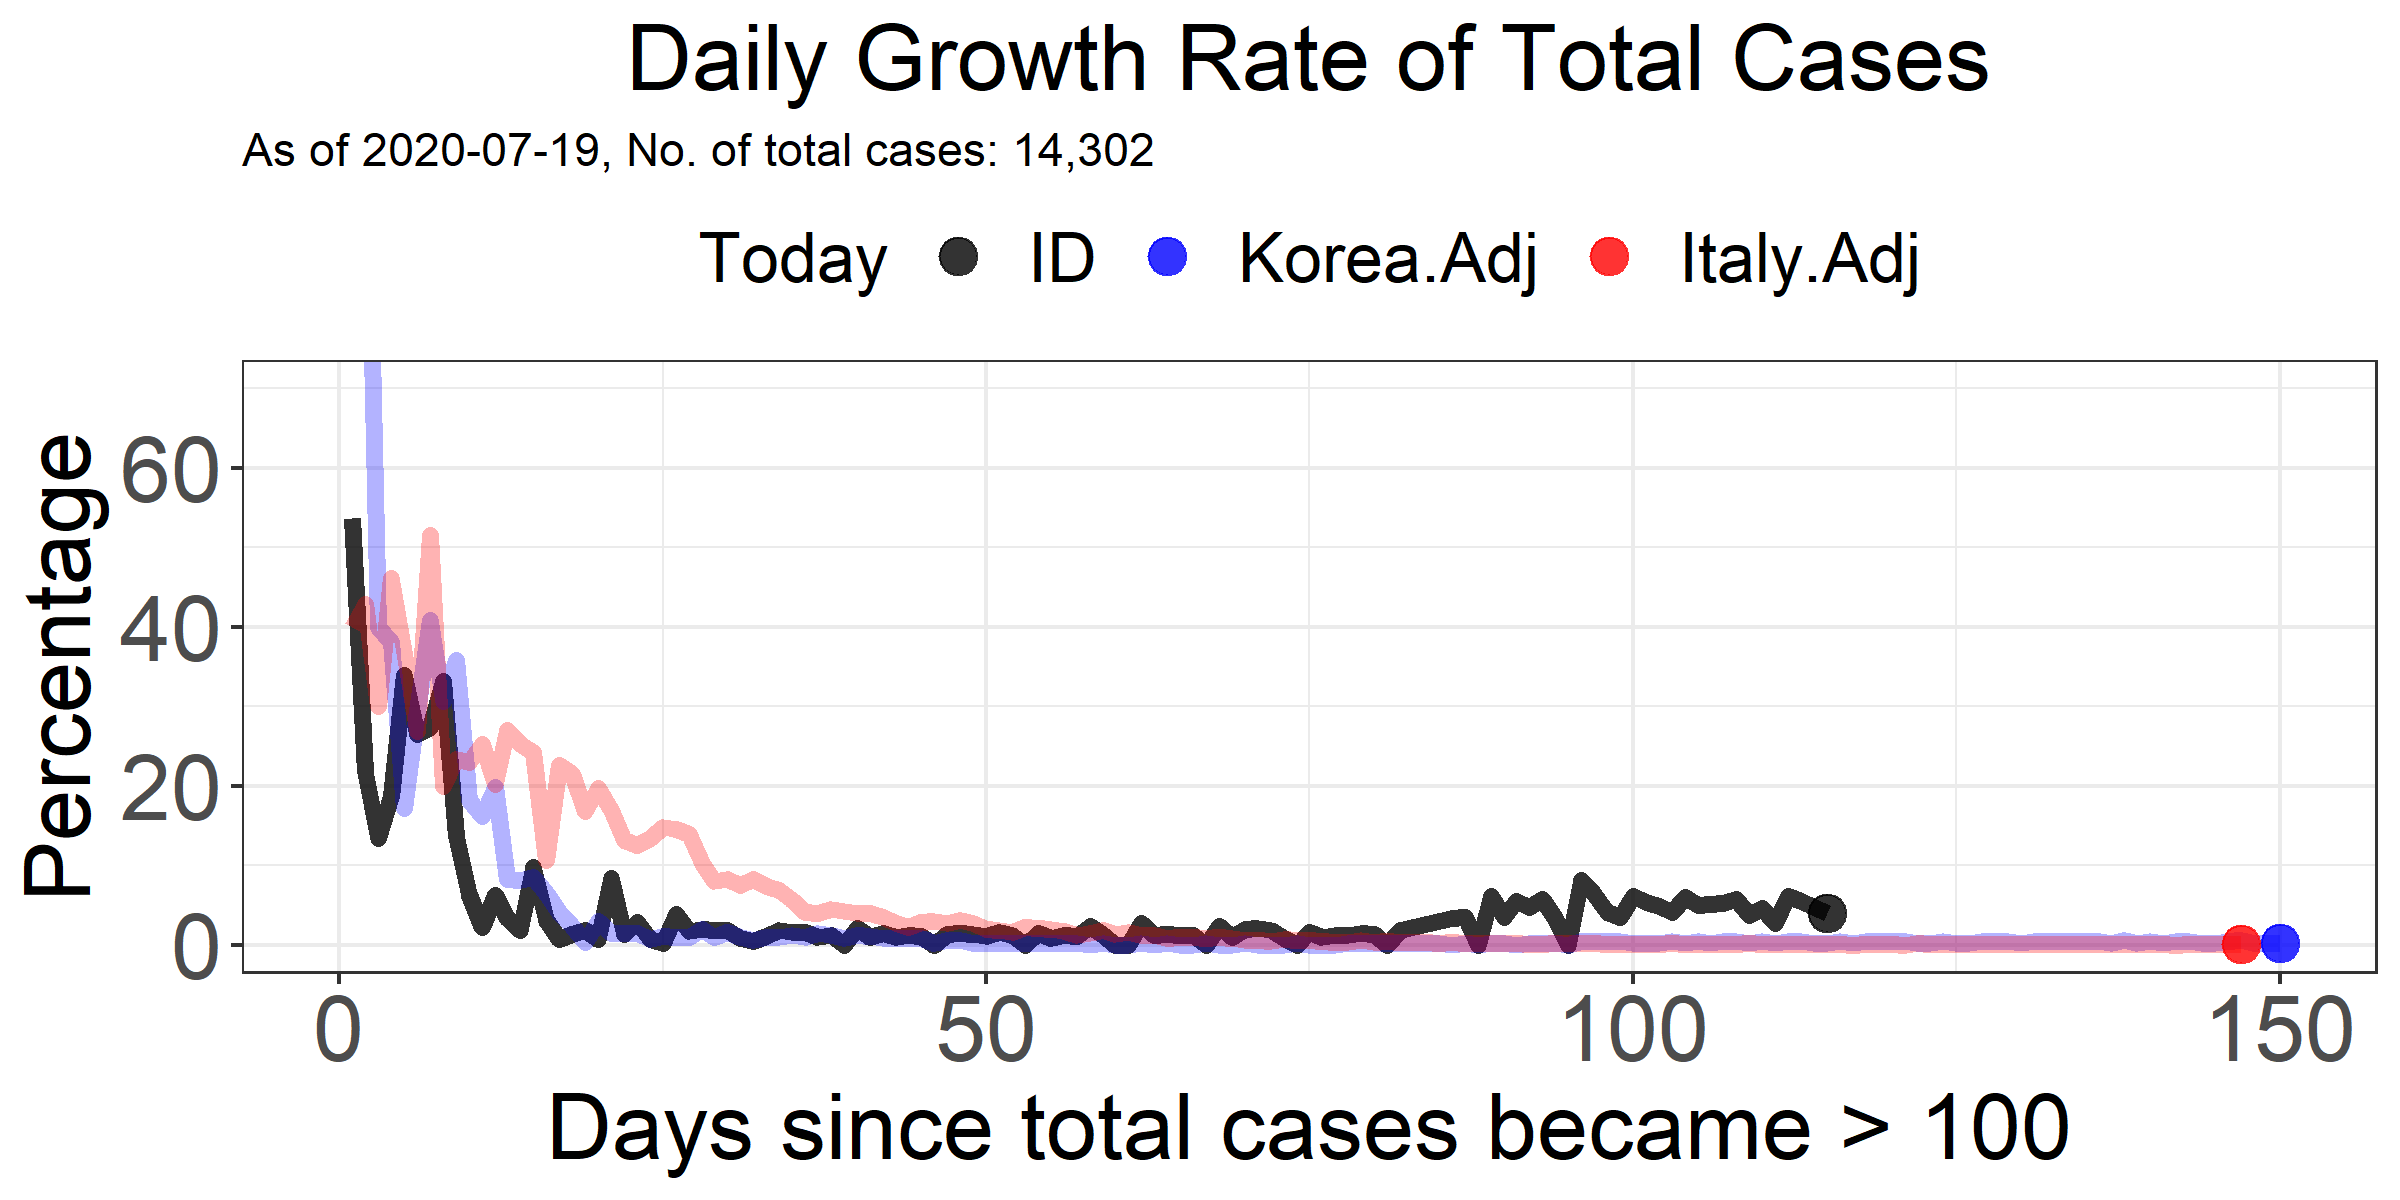 Daily Growth Rate of Total Cases
As of 2020-07-19, No. of total cases: 14,302
Today ID Korea.Adj Italy.Adj
Percentage
60
40
20
0
0 50 100 150
Days since total cases became > 100